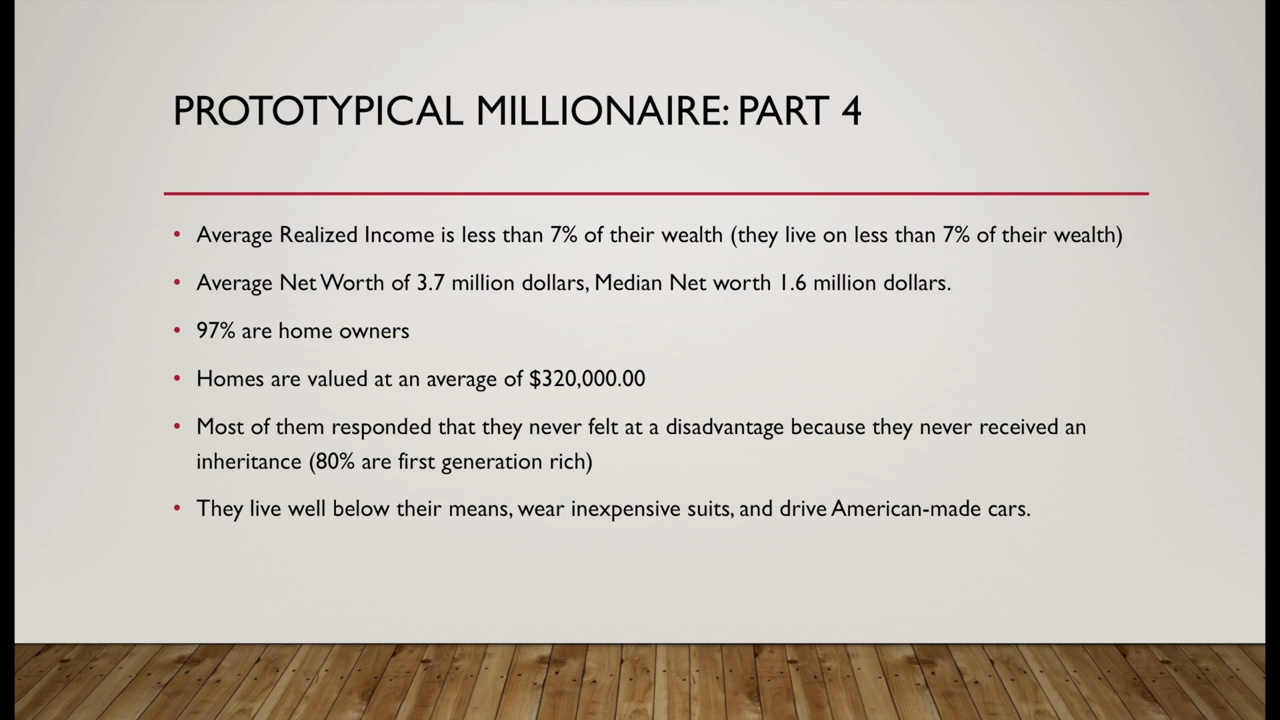 PROTOTYPICAL MILLIONAIRE: PART 4
• Average Realized Income is less than 7% of their wealth (they live on less than 7% of their wealth)
• Average Net Worth of 3.7 million dollars, Median Net worth 1.6 million dollars.
• 97% are home owners
• Homes are valued at an average of $320,000.00
• Most of them responded that they never felt at a disadvantage because they never received an
inheritance (80% are first generation rich)
• They live well below their means, wear inexpensive suits, and drive American-made cars.